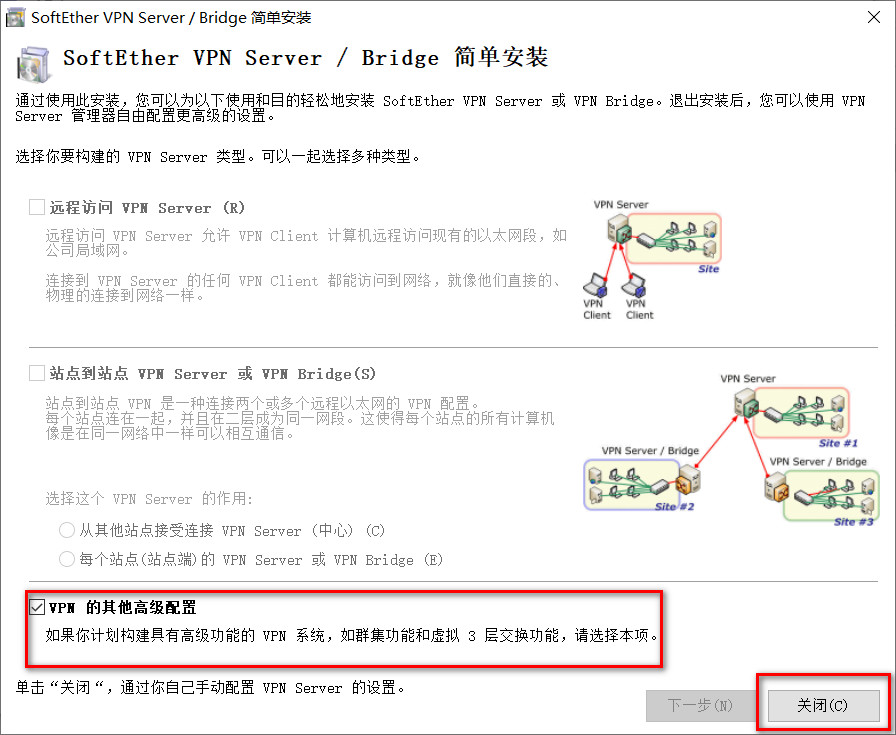 SoftEther VPN Server / Bridge 简单安装
SoftEther VPN Server / Bridge 简单安装
通过使用此安装，您可以为以下使用和目的轻松地安装 SoftEther VPN Server 或 VPN Bridge。退出安装后，您可以使用 VPN
Server 管理器自由配置更高级的设置。
选择你要构建的 VPN Server 类型。可以一起选择多种类型。
远程访问 VPN Server (R)
远程访问 VPN Server 允许 VPN Client 计算机远程访问现有的以太网段，如
公司局域网。
连接到 VPN Server 的任何 VPN Client 都能访问到网络，就像他们直接的、
物理的连接到网络一样。
VPN Server
Site
VPN
Client
VPN
Client
站点到站点 VPN Server 或 VPN Bridge(S)
站点到站点 VPN 是一种连接两个或多个远程以太网的 VPN 配置。
每个站点连在一起，并且在二层成为同一网段。这使得每个站点的所有计算机
像是在同一网络中一样可以相互通信。
VPN Server
Site #1
VPN Server / Bridge
VPN Server / Bridge
Site #2
Site #3
选择这个 VPN Server 的作用:
从其他站点接受连接 VPN Server (中心) (C)
每个站点(站点端)的 VPN Server 或 VPN Bridge (E)
VPN 的其他高级配置
如果你计划构建具有高级功能的 VPN 系统，如群集功能和虚拟 3 层交换功能，请选择本项。
单击“关闭“，通过你自己手动配置 VPN Server 的设置。
下一步(N)
关闭(C)